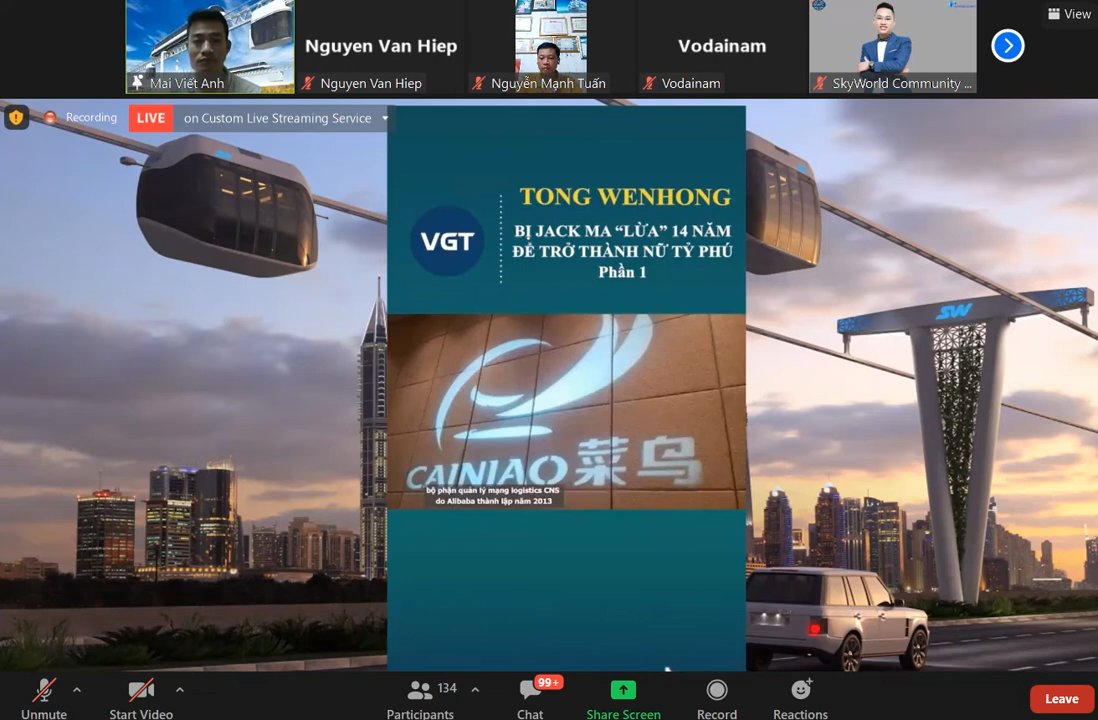 View
Nguyen Van Hiep
Vodainam
Mai Viết Anh
Nguyen Van Hiep
Nguyễn Mạnh Tuấn
Vodainam
SkyWorld Community ...
Recording
LIVE
on Custom Live Streaming Service
TONG WENHONG
VGT
BỊ JACK MA “LỪA” 14 NĂM
ĐỂ TRỞ THÀNH NỮ TỶ PHÚ
Phần 1
SW
CAINIAO 菜鸟
bộ phận quản lý mạng logistics CNS
do Alibaba thành lập năm 2013
99+
134
Unmute
Start Video
Participants
Chat
Share Screen
Record
Reactions
Leave